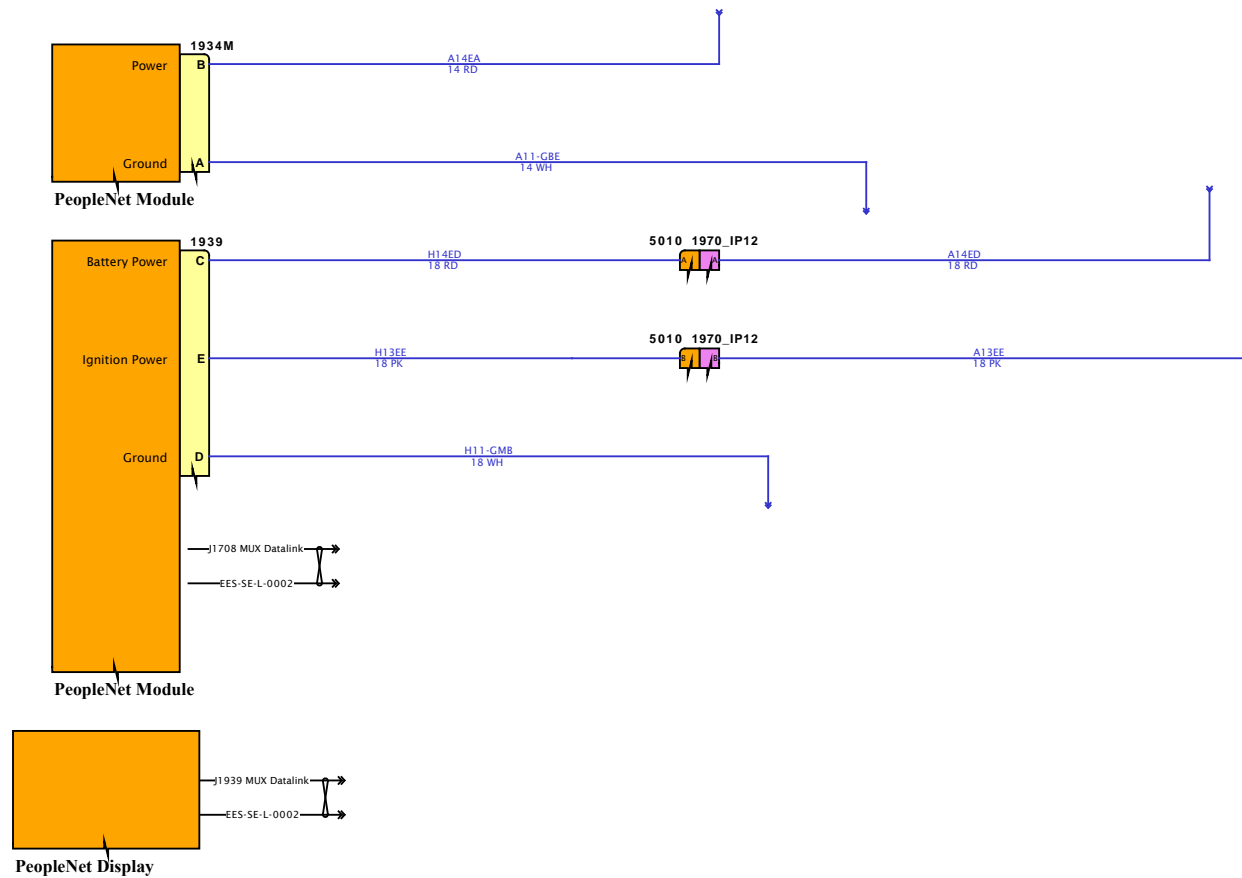 1934M
Power B A14EA
14 RD
Ground A A11-GBE
14 WH
PeopleNet Module
1939 5010 1970_IP12
Battery Power C H14ED A A A14ED
18 RD 18 RD
5010 1970_IP12
Ignition Power E H13EE B B A13EE
18 PK 18 PK
Ground D H11-GMB
18 WH
J1708 MUX Datalink
EES-SE-L-0002
PeopleNet Module
J1939 MUX Datalink
EES-SE-L-0002
PeopleNet Display